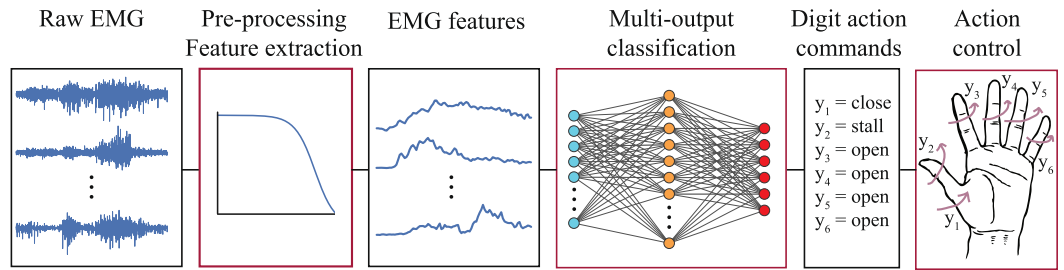 Raw EMG
Pre-processing
Feature extraction
EMG features
Multi-output
classification
Digit action
commands
Action
control
y1 = close
y2 = stall
y3 = open
y4 = open
y5 = open
y6 = open
y3
y4
y5
y2
y6
y1